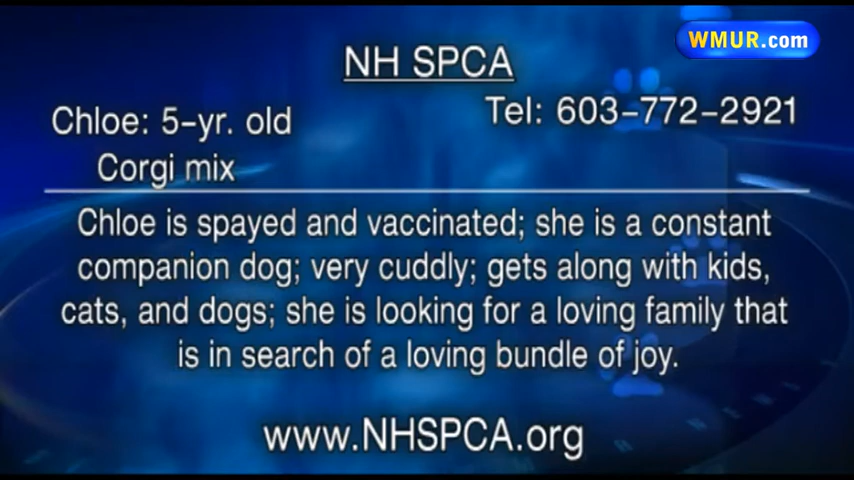 WMUR.com
NH SPCA
Chloe: 5-yr. old
Corgi mix
Tel: 603-772-2921
Chloe is spayed and vaccinated; she is a constant
companion dog; very cuddly; gets along with kids,
cats, and dogs; she is looking for a loving family that
is in search of a loving bundle of joy.
www.NHSPCA.org